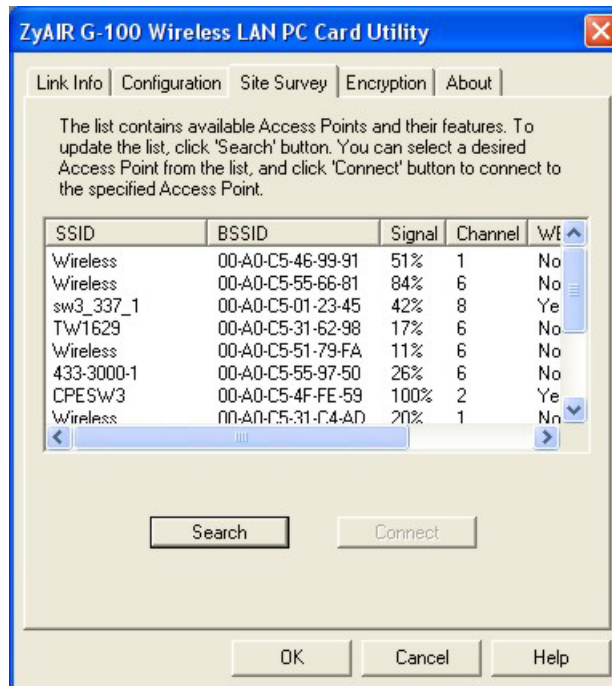 ZyAIR G-100 Wireless LAN PC Card Utility
Link Info Configuration Site Survey Encryption About
The list contains available Access Points and their features. To
update the list, click 'Search' button. You can select a desired
Access Point from the list, and click 'Connect' button to connect to
the specified Access Point.
SSID BSSID Signal Channel WE
Wireless 00-A0-C5-46-99-91 51% 1 No
Wireless 00-A0-C5-55-66-81 84% 6 No
sw3_337_1 00-A0-C5-01-23-45 42% 8 Ye
TW1629 00-A0-C5-31-62-98 17% 6 No
Wireless 00-A0-C5-51-79-FA 11% 6 No
433-3000-1 00-A0-C5-55-97-50 26% 6 No
CPESW3 00-A0-C5-4F-FE-59 100% 2 Ye
Wireless 00-A0-C5-31-C4-AD 20% 1 No
Search Connect
OK Cancel Help